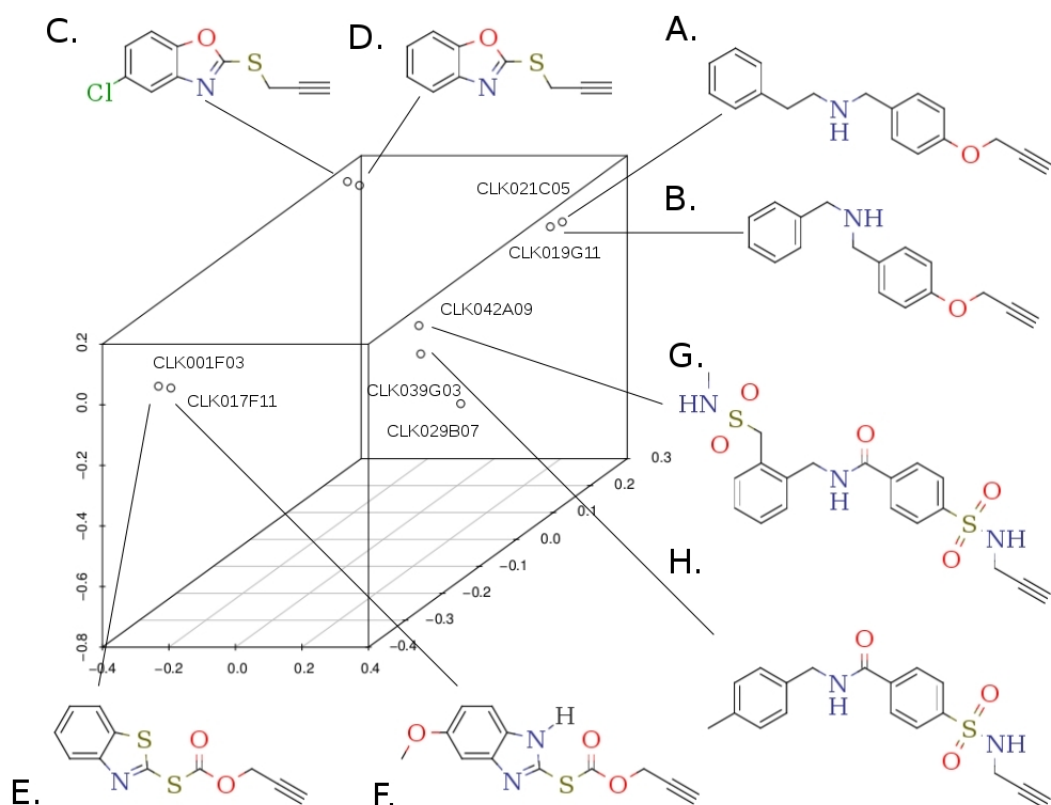 C.
D.
A.
O
S
N
Cl
O
S
N
N
H
O
CLK021C05
B.
NH
O
CLK019G11
CLK042A09
0.2
CLK001F03
CLK017F11
0.0
CLK039G03
CLK029B07
G.
HN
S
O
O
O
N
H
S
O
O
NH
-0.2
-0.4
-0.6
-0.8
0.3
0.2
0.1
0.0
-0.1
-0.2
-0.3
-0.4
-0.4
-0.2
0.0
0.2
0.4
H.
O
N
H
S
O
O
NH
E.
S
N
S
O
O
F.
O
N
H
N
S
O
O